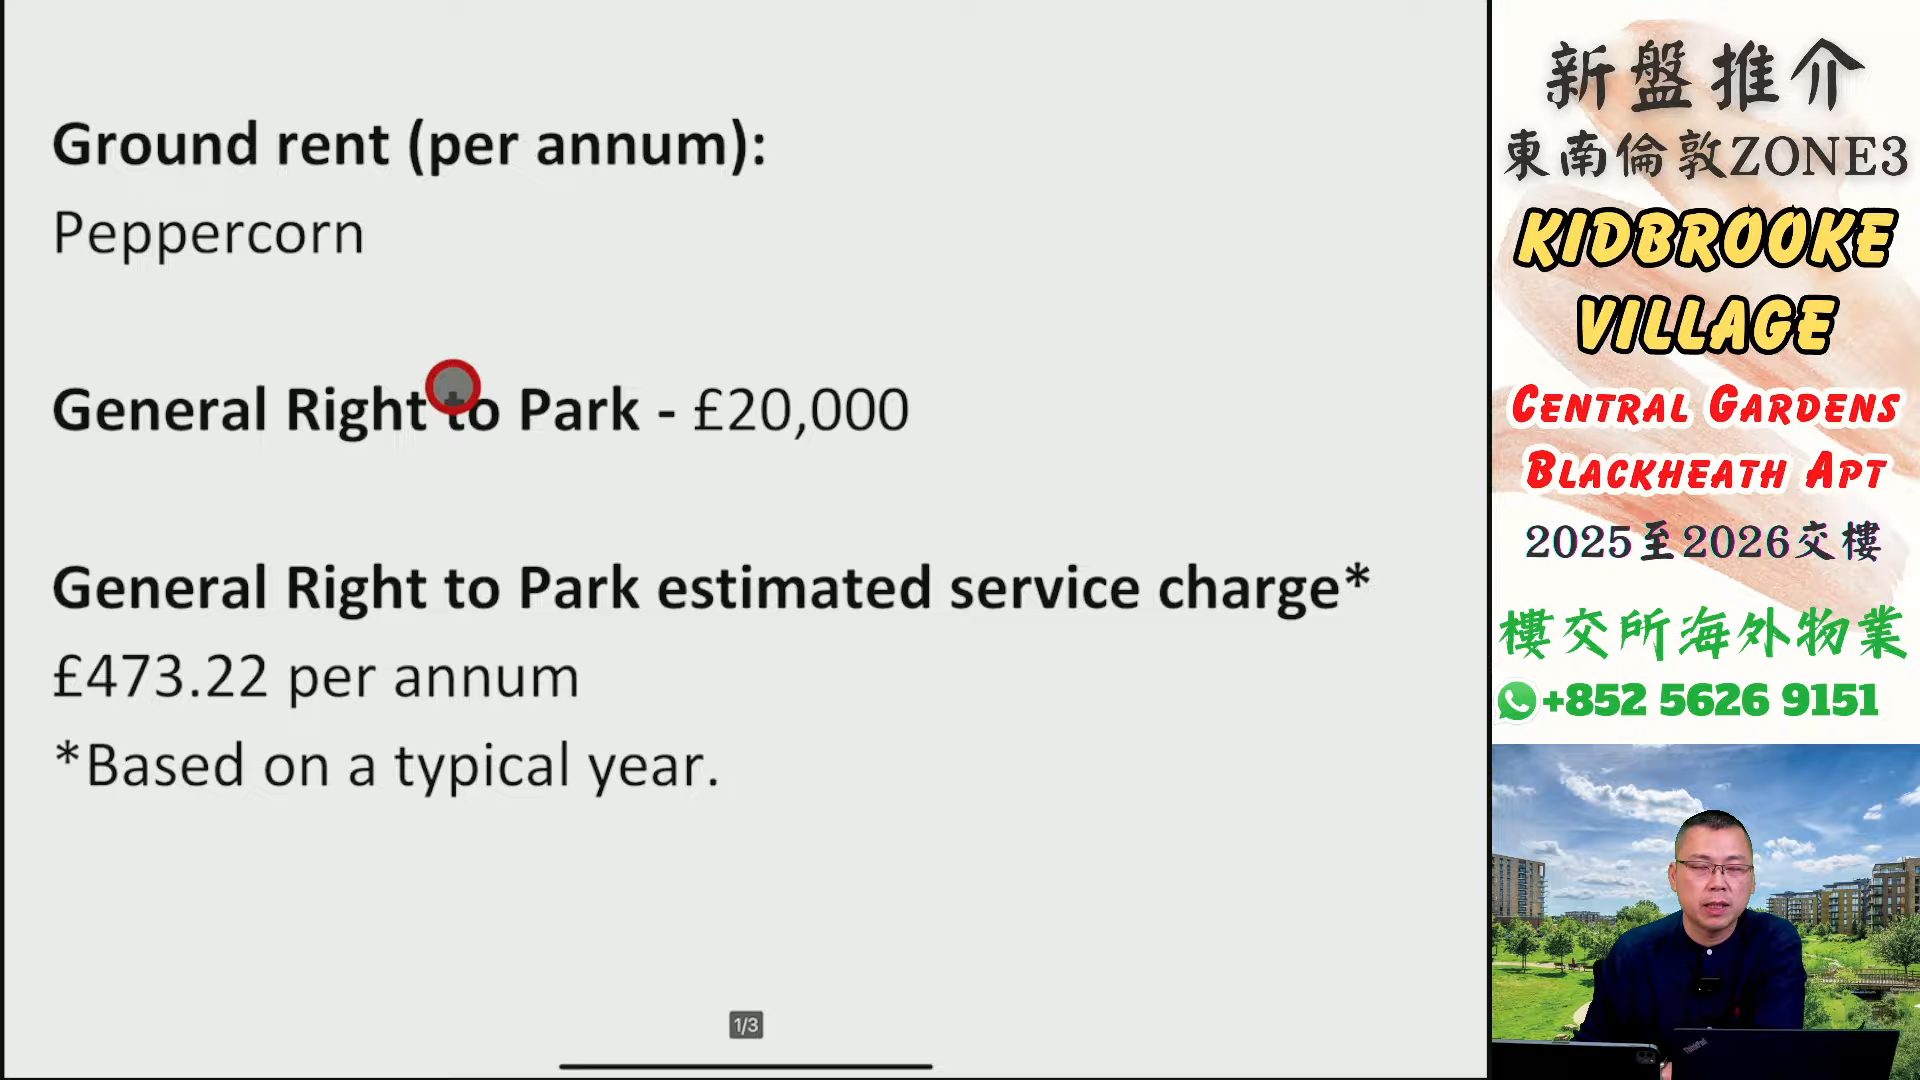 Ground rent (per annum):
Peppercorn
General Right to Park - £20,000
General Right to Park estimated service charge*
£473.22 per annum
*Based on a typical year.
1/3
新盤推介
東南倫敦ZONE3
KIDBROOKE
VILLAGE
CENTRAL GARDENS
BLACKHEATH APT
2025至2026交樓
樓交所海外物業
+852 5626 9151
ThinkPad